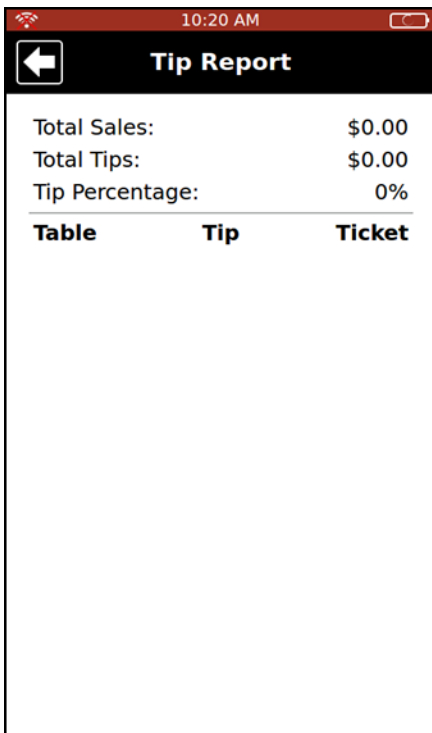 10:20 AM
Tip Report
Total Sales: $0.00
Total Tips: $0.00
Tip Percentage: 0%
Table Tip Ticket